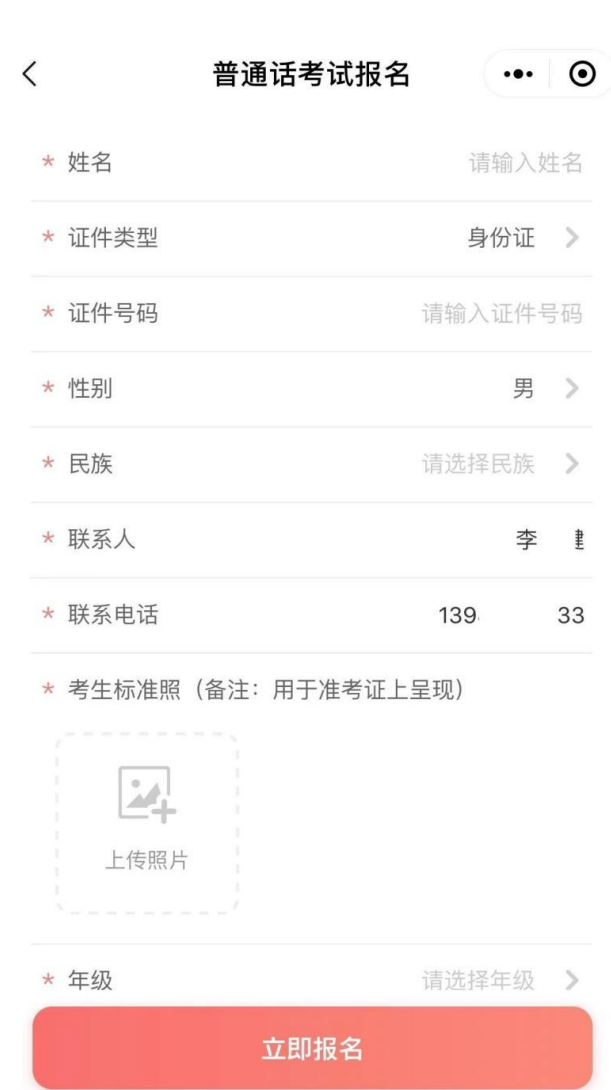 普通话考试报名
* 姓名 请输入姓名
* 证件类型 身份证
* 证件号码 请输入证件号码
* 性别 男
* 民族 请选择民族
* 联系人 李
* 联系电话 139 33
* 考生标准照（备注：用于准考证上呈现）
上传照片
* 年级 请选择年级
立即报名